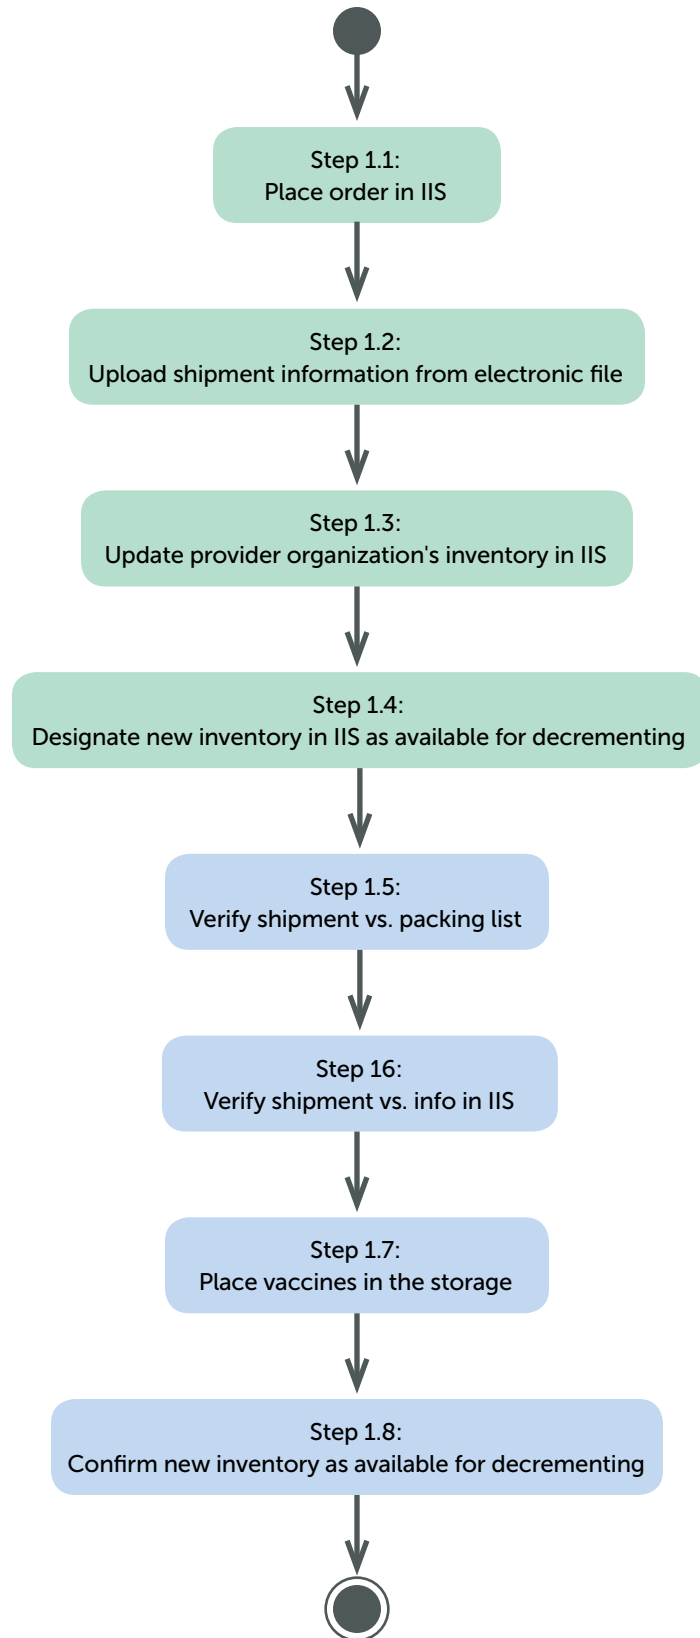 Step 1.1:
Place order in IIS
Step 1.2:
Upload shipment information from electronic file
Step 1.3:
Update provider organization's inventory in IIS
Step 1.4:
Designate new inventory in IIS as available for decrementing
Step 1.5:
Verify shipment vs. packing list
Step 16:
Verify shipment vs. info in IIS
Step 1.7:
Place vaccines in the storage
Step 1.8:
Confirm new inventory as available for decrementing